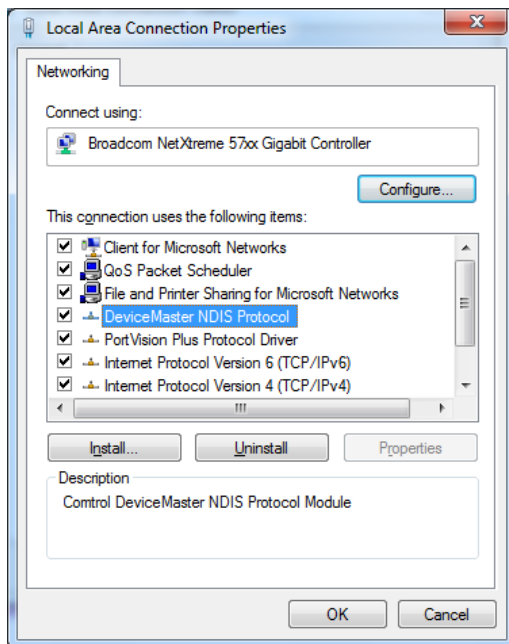 Local Area Connection Properties
Networking
Connect using:
Broadcom NetXtreme 57xx Gigabit Controller
Configure...
This connection uses the following items:
Client for Microsoft Networks
QoS Packet Scheduler
File and Printer Sharing for Microsoft Networks
DeviceMaster NDIS Protocol
PortVision Plus Protocol Driver
Internet Protocol Version 6 (TCP/IPv6)
Internet Protocol Version 4 (TCP/IPv4)
Install... Uninstall Properties
Description
Comtrol DeviceMaster NDIS Protocol Module
OK Cancel